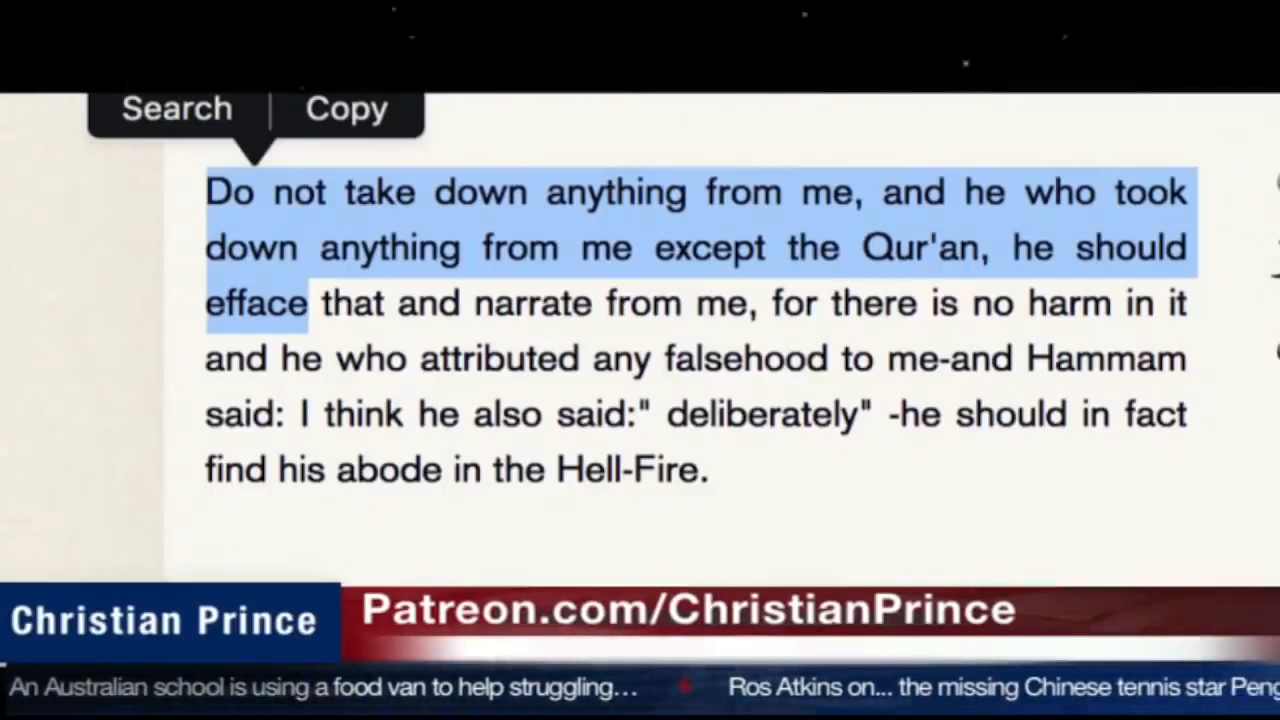 Search | Copy
Do not take down anything from me, and he who took
down anything from me except the Qur'an, he should
efface that and narrate from me, for there is no harm in it
and he who attributed any falsehood to me-and Hammam
said: I think he also said:" deliberately" -he should in fact
find his abode in the Hell-Fire.
Christian Prince
Patreon.com/ChristianPrince
An Australian school is using a food van to help struggling...
Ros Atkins on... the missing Chinese tennis star Peng